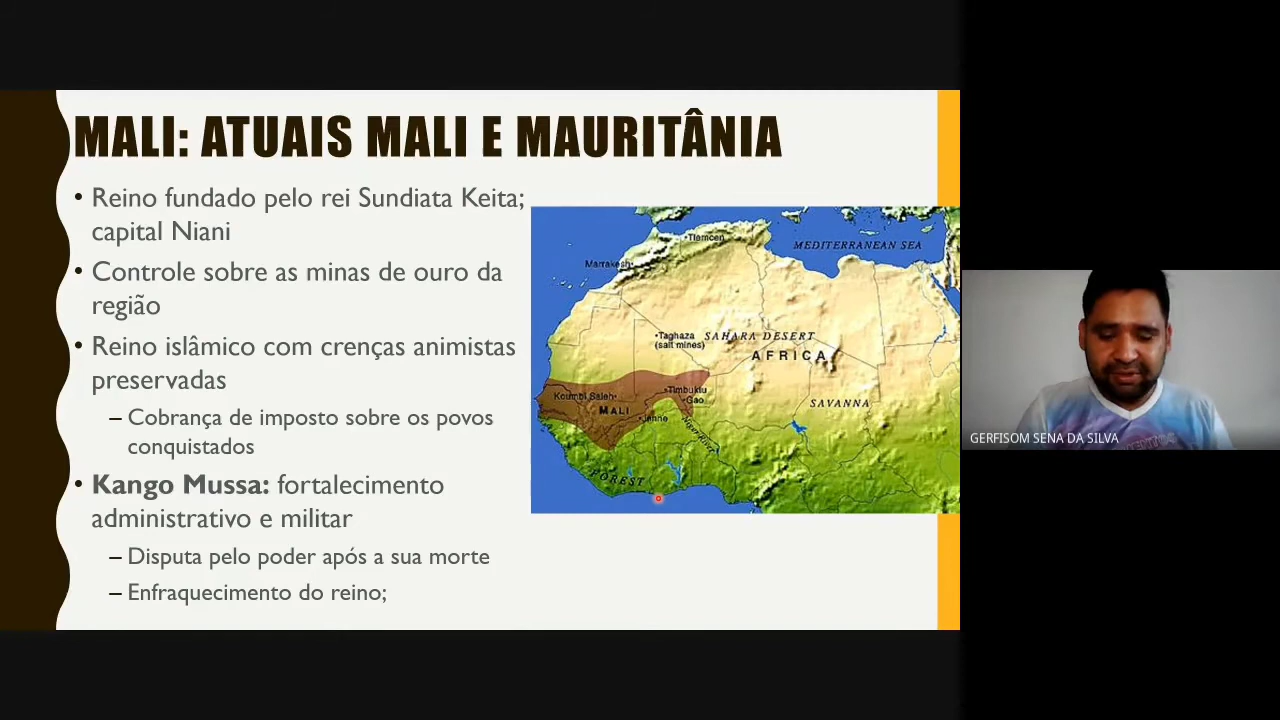 MALI: ATUAIS MALI E MAURITÂNIA
• Reino fundado pelo rei Sundiata Keita;
capital Niani
• Controle sobre as minas de ouro da
região
• Reino islâmico com crenças animistas
preservadas
– Cobrança de imposto sobre os povos
conquistados
• Kango Mussa: fortalecimento
administrativo e militar
– Disputa pelo poder após a sua morte
– Enfraquecimento do reino;
Tlemcen
MEDITERRANEAN SEA
Marrakesh
Taghaza
(salt mines)
SAHARA DESERT
AFRICA
Timbuktu
Koumbi Saleh
Gao
MALI
SAVANNA
Jenne
Niger River
FOREST
GERFISOM SENA DA SILVA